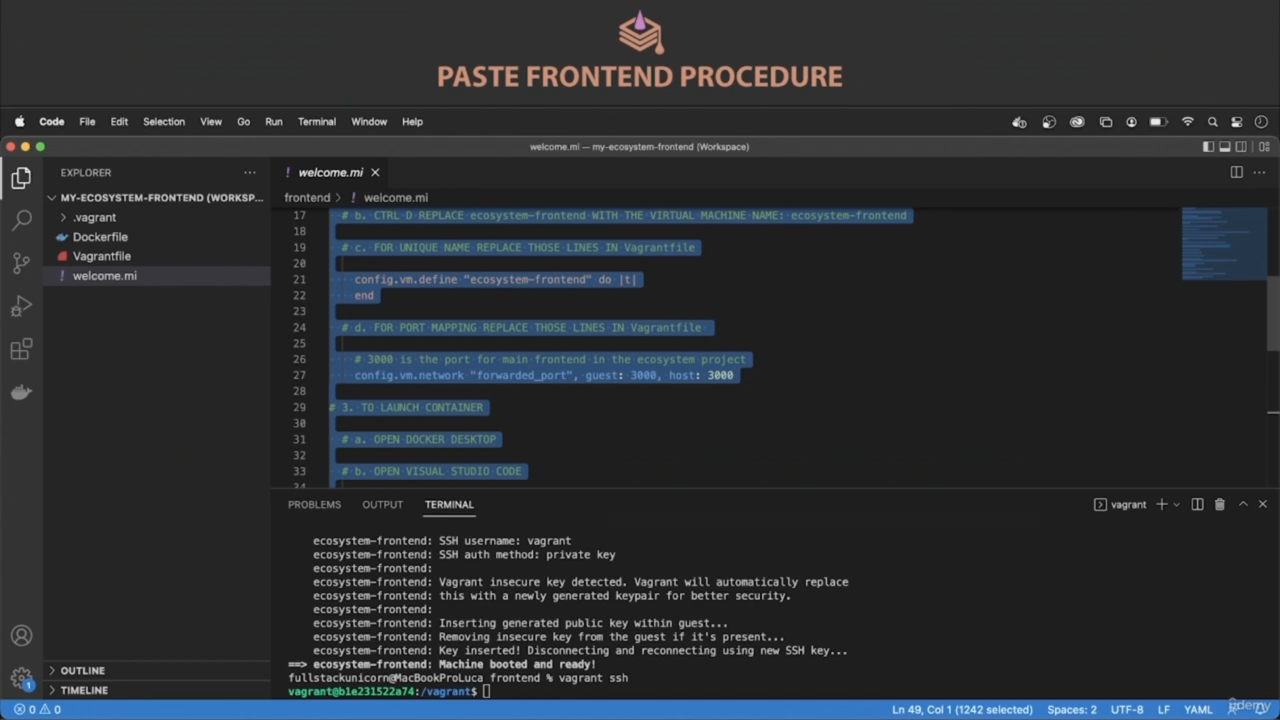 PASTE FRONTEND PROCEDURE
Code File Edit Selection View Go Run Terminal Window Help
welcome.mi — my-ecosystem-frontend (Workspace)
EXPLORER
MY-ECOSYSTEM-FRONTEND (WORKSP...
.vagrant
Dockerfile
Vagrantfile
! welcome.mi
OUTLINE
TIMELINE
! welcome.mi
frontend > ! welcome.mi
17 # b. CTRL D REPLACE ecosystem-frontend WITH THE VIRTUAL MACHINE NAME: ecosystem-frontend
18
19 # c. FOR UNIQUE NAME REPLACE THOSE LINES IN Vagrantfile
20
21 config.vm.define "ecosystem-frontend" do |t|
22 end
23
24 # d. FOR PORT MAPPING REPLACE THOSE LINES IN Vagrantfile
25
26 # 3000 is the port for main frontend in the ecosystem project
27 config.vm.network "forwarded_port", guest: 3000, host: 3000
28
29 # 3. TO LAUNCH CONTAINER
30
31 # a. OPEN DOCKER DESKTOP
32
33 # b. OPEN VISUAL STUDIO CODE
34
PROBLEMS OUTPUT TERMINAL
vagrant
ecosystem-frontend: SSH username: vagrant
ecosystem-frontend: SSH auth method: private key
ecosystem-frontend:
ecosystem-frontend: Vagrant insecure key detected. Vagrant will automatically replace
ecosystem-frontend: this with a newly generated keypair for better security.
ecosystem-frontend:
ecosystem-frontend: Inserting generated public key within guest...
ecosystem-frontend: Removing insecure key from the guest if it's present...
ecosystem-frontend: Key inserted! Disconnecting and reconnecting using new SSH key...
==> ecosystem-frontend: Machine booted and ready!
fullstackunicorn@MacBookProLuca frontend % vagrant ssh
vagrant@b1e231522a74:/vagrant$
1
0 0 Ln 49, Col 1 (1242 selected) Spaces: 2 UTF-8 LF YAML
udemy